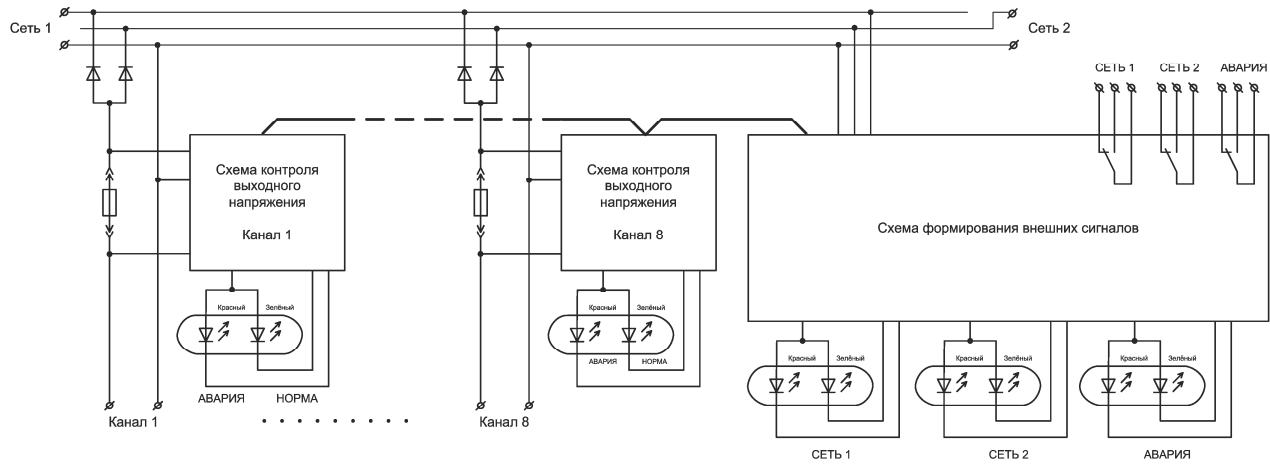 Сеть 1
Сеть 2
СЕТЬ 1 СЕТЬ 2 АВАРИЯ
Схема контроля
выходного
напряжения
Канал 1
Схема контроля
выходного
напряжения
Канал 8
Схема формирования внешних сигналов
Красный Зелёный
Красный Зелёный
АВАРИЯ НОРМА
Красный Зелёный
Красный Зелёный
Красный Зелёный
АВАРИЯ НОРМА
Канал 1
Канал 8
СЕТЬ 1
СЕТЬ 2
АВАРИЯ